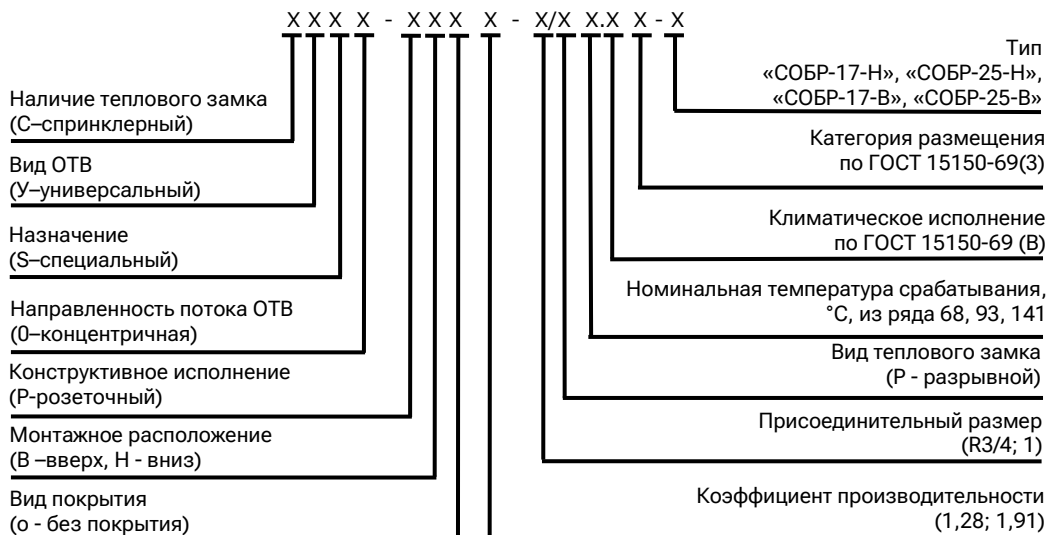 X X X X - X X X X - X/X X.X X - X
Наличие теплового замка
(С–спринклерный)
Вид ОТВ
(У–универсальный)
Назначение
(S–специальный)
Направленность потока ОТВ
(0–концентричная)
Конструктивное исполнение
(Р-розеточный)
Монтажное расположение
(В –вверх, Н - вниз)
Вид покрытия
(о - без покрытия)
Тип
«СОБР-17-Н», «СОБР-25-Н»,
«СОБР-17-В», «СОБР-25-В»
Категория размещения
по ГОСТ 15150-69(3)
Климатическое исполнение
по ГОСТ 15150-69 (В)
Номинальная температура срабатывания,
°С, из ряда 68, 93, 141
Вид теплового замка
(Р - разрывной)
Присоединительный размер
(R3/4; 1)
Коэффициент производительности
(1,28; 1,91)